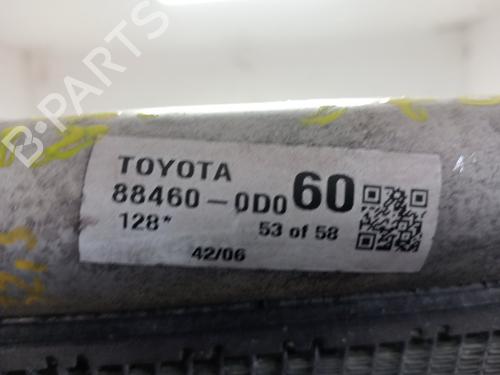 B-PARTS
TOYOTA
88460-0D060
128* 53 of 58
42/06